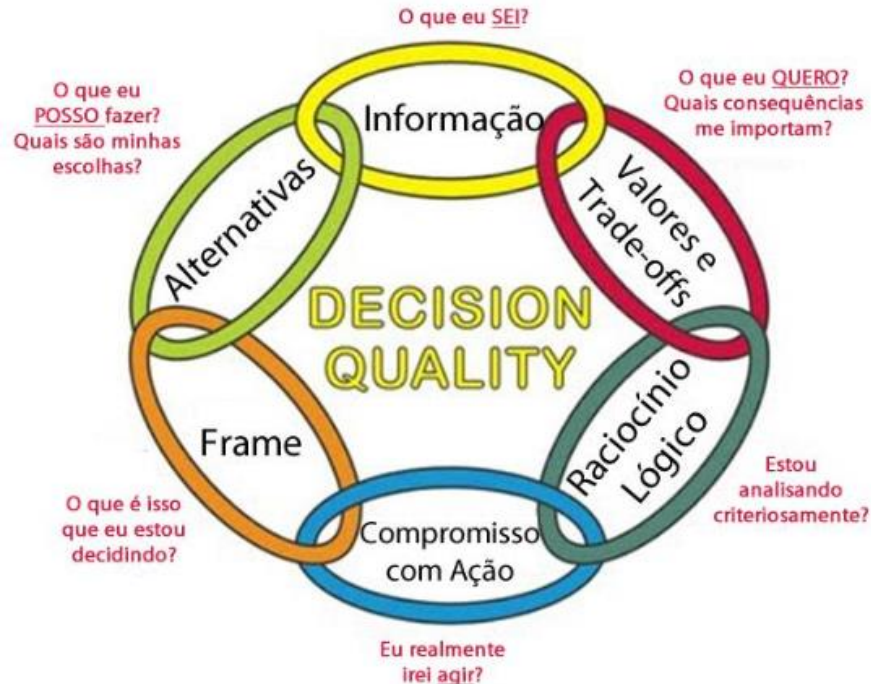 O que eu SEI?
Informação
O que eu
POSSO fazer?
Quais são minhas
escolhas?
Alternativas
O que eu QUERO?
Quais consequências
me importam?
Valores e
Trade-offs
DECISION
QUALITY
Frame
O que é isso
que eu estou
decidindo?
Raciocínio
Lógico
Estou
analisando
criteriosamente?
Compromisso
com Ação
Eu realmente
irei agir?